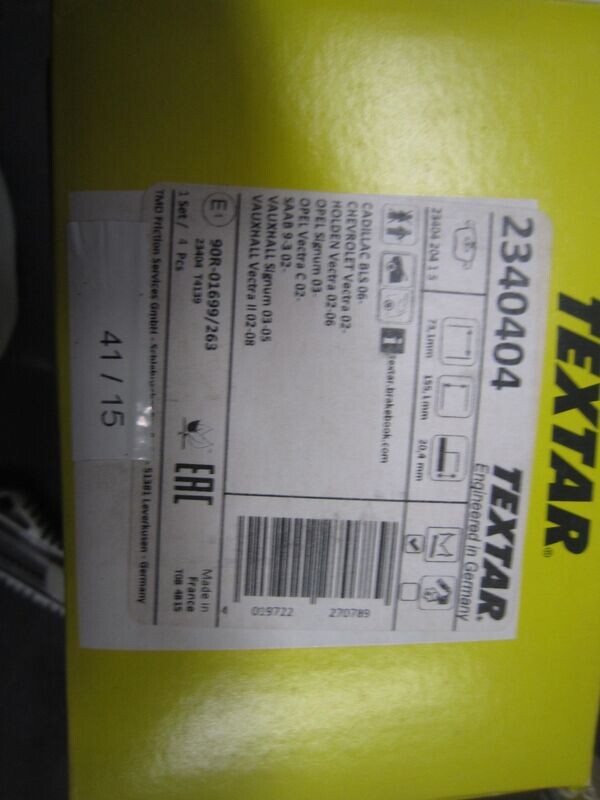 TEXTAR®
2340404
TEXTAR®
Engineered in Germany
23404 204 1 5
73,1mm
155,1mm
20,4 mm
textar.brakebook.com
CADILLAC BLS 06-
CHEVROLET Vectra 02-
HOLDEN Vectra 02-06
OPEL Signum 03-
OPEL Vectra C 02-
SAAB 9-3 02-
VAUXHALL Signum 03-05
VAUXHALL Vectra II 02-08
4 019722 270789
E1
90R-01699/263
23404 T4139
EAC
1 Set / 4 Pcs
Made in
France
TOB 4815
TMD Friction Services GmbH -
- 51381 Leverkusen - Germany
41 / 15